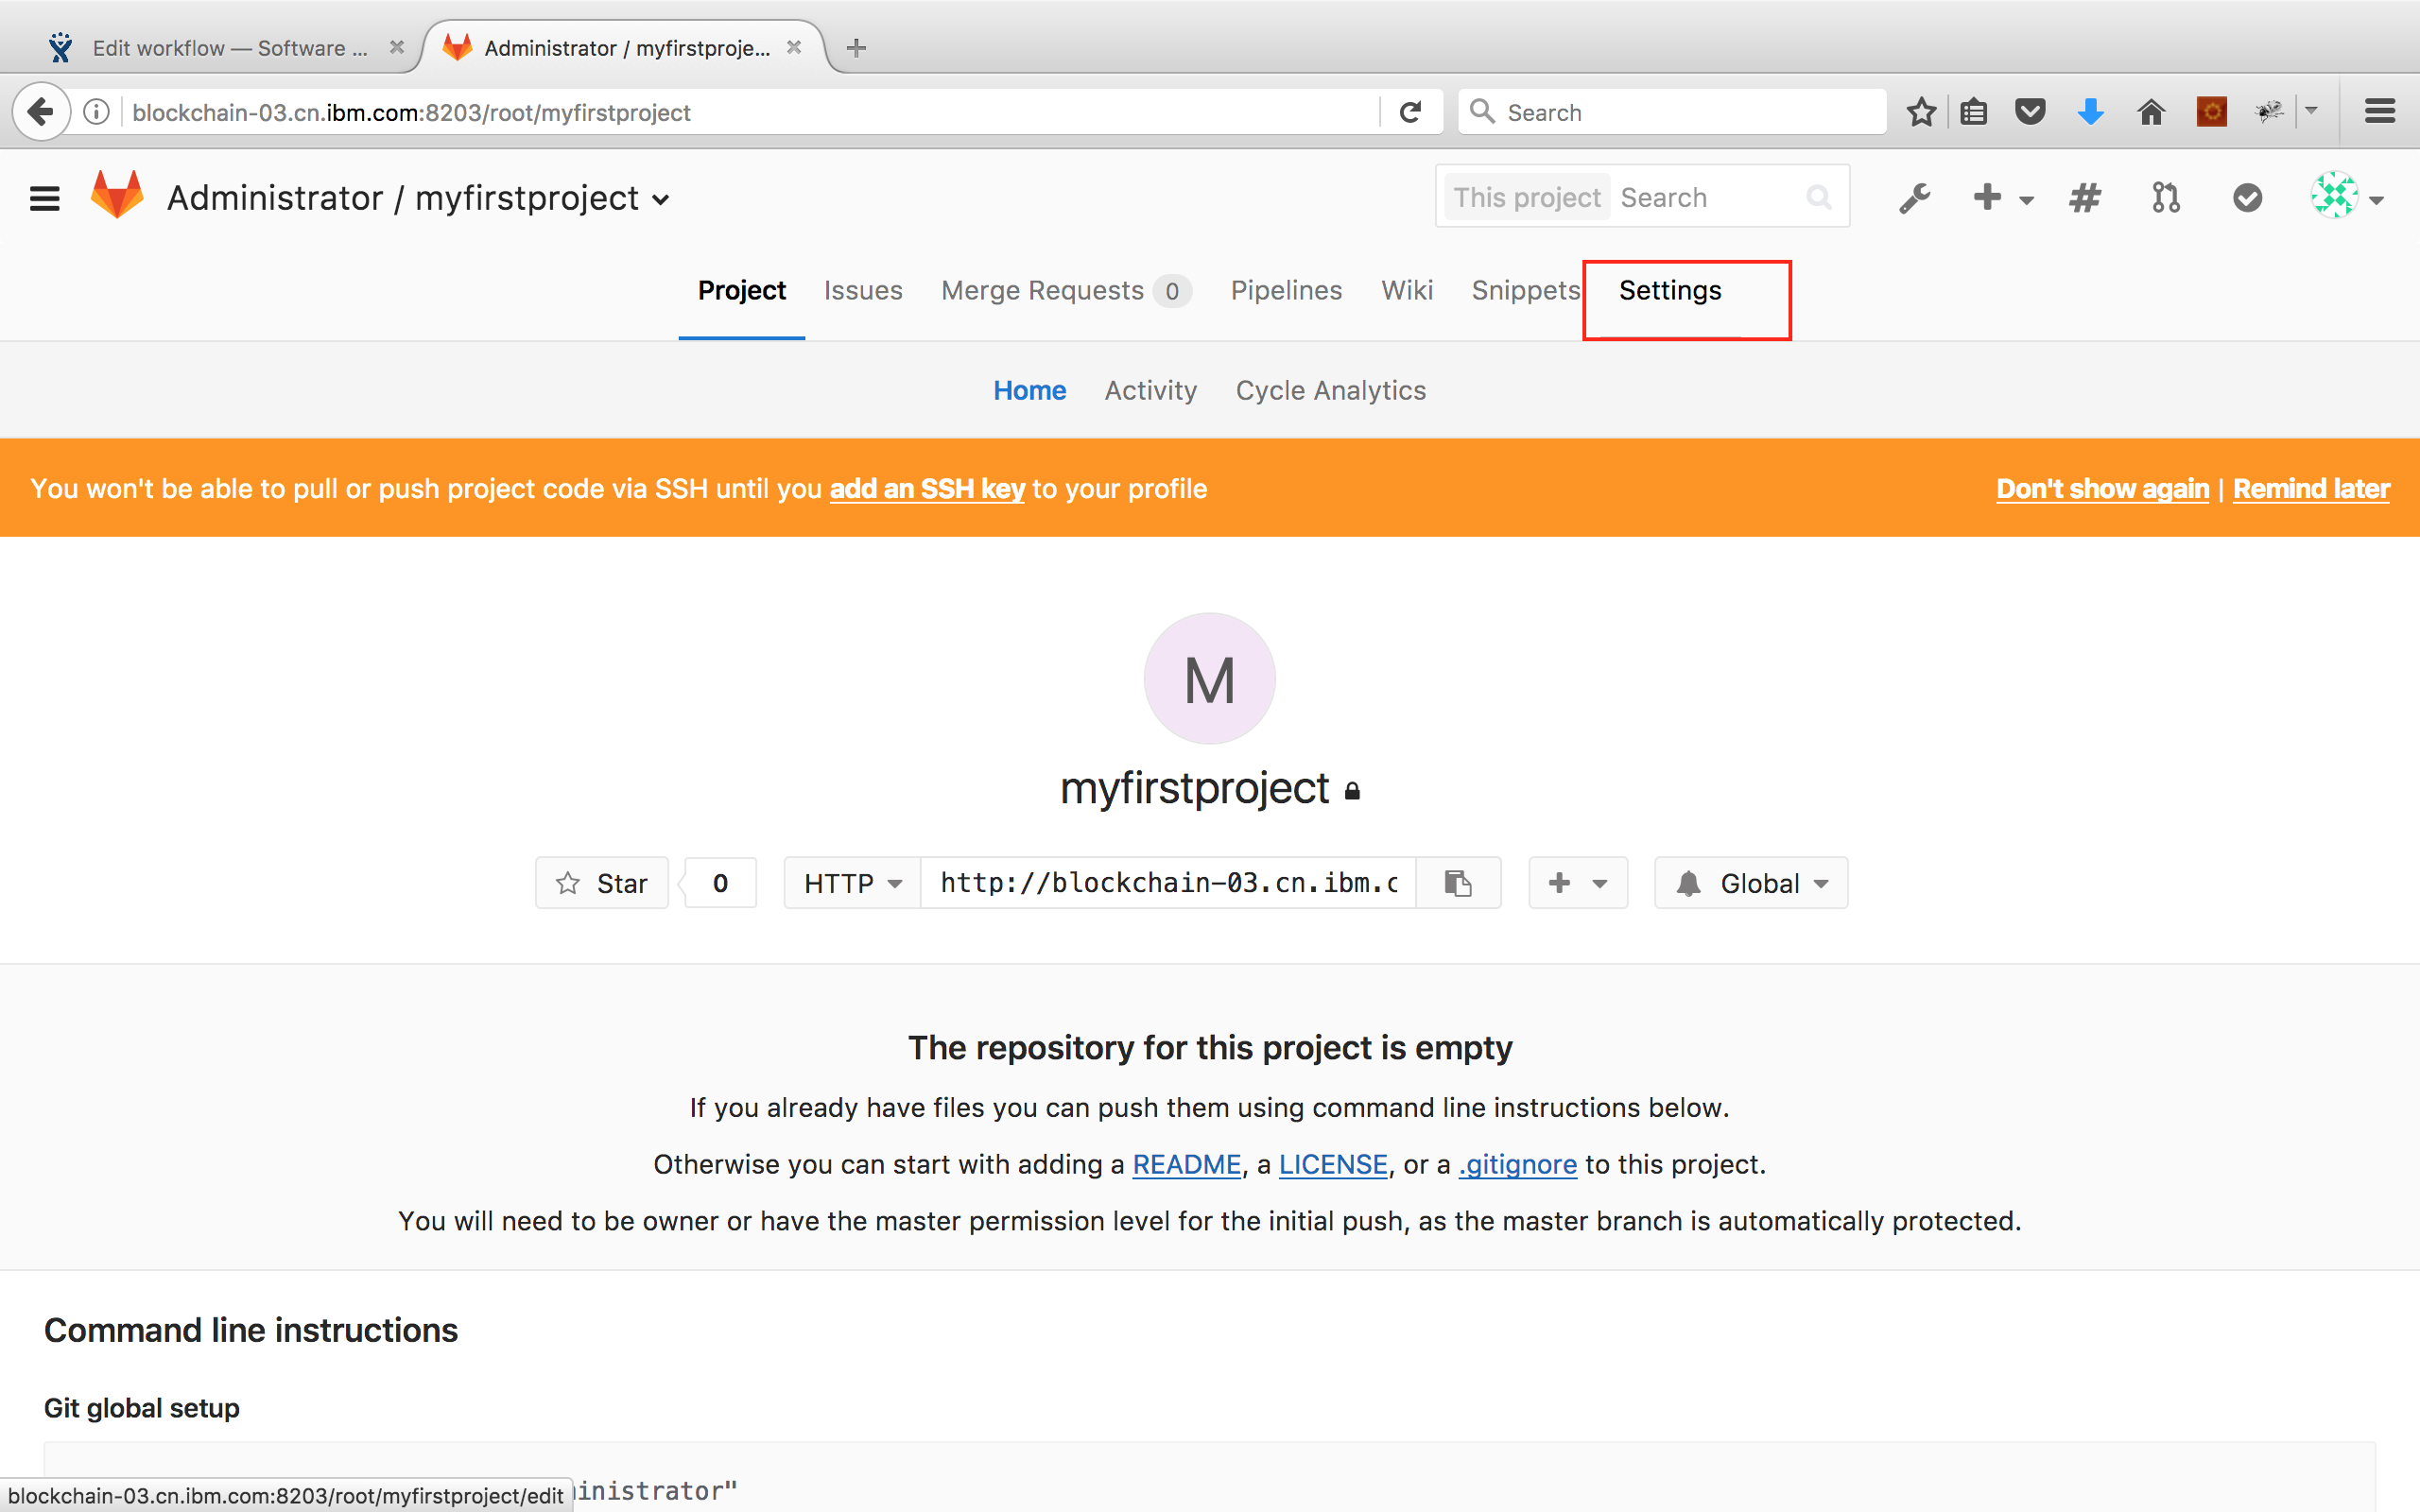 Edit workflow — Software ...
Administrator / myfirstproje...
blockchain-03.cn.ibm.com:8203/root/myfirstproject
Search
Administrator / myfirstproject
This project Search
Project Issues Merge Requests 0 Pipelines Wiki Snippets Settings
Home Activity Cycle Analytics
You won't be able to pull or push project code via SSH until you add an SSH key to your profile
Don't show again | Remind later
M
myfirstproject
Star 0 HTTP http://blockchain-03.cn.ibm.c Global
The repository for this project is empty
If you already have files you can push them using command line instructions below.
Otherwise you can start with adding a README, a LICENSE, or a .gitignore to this project.
You will need to be owner or have the master permission level for the initial push, as the master branch is automatically protected.
Command line instructions
Git global setup
inistrator"
blockchain-03.cn.ibm.com:8203/root/myfirstproject/edit